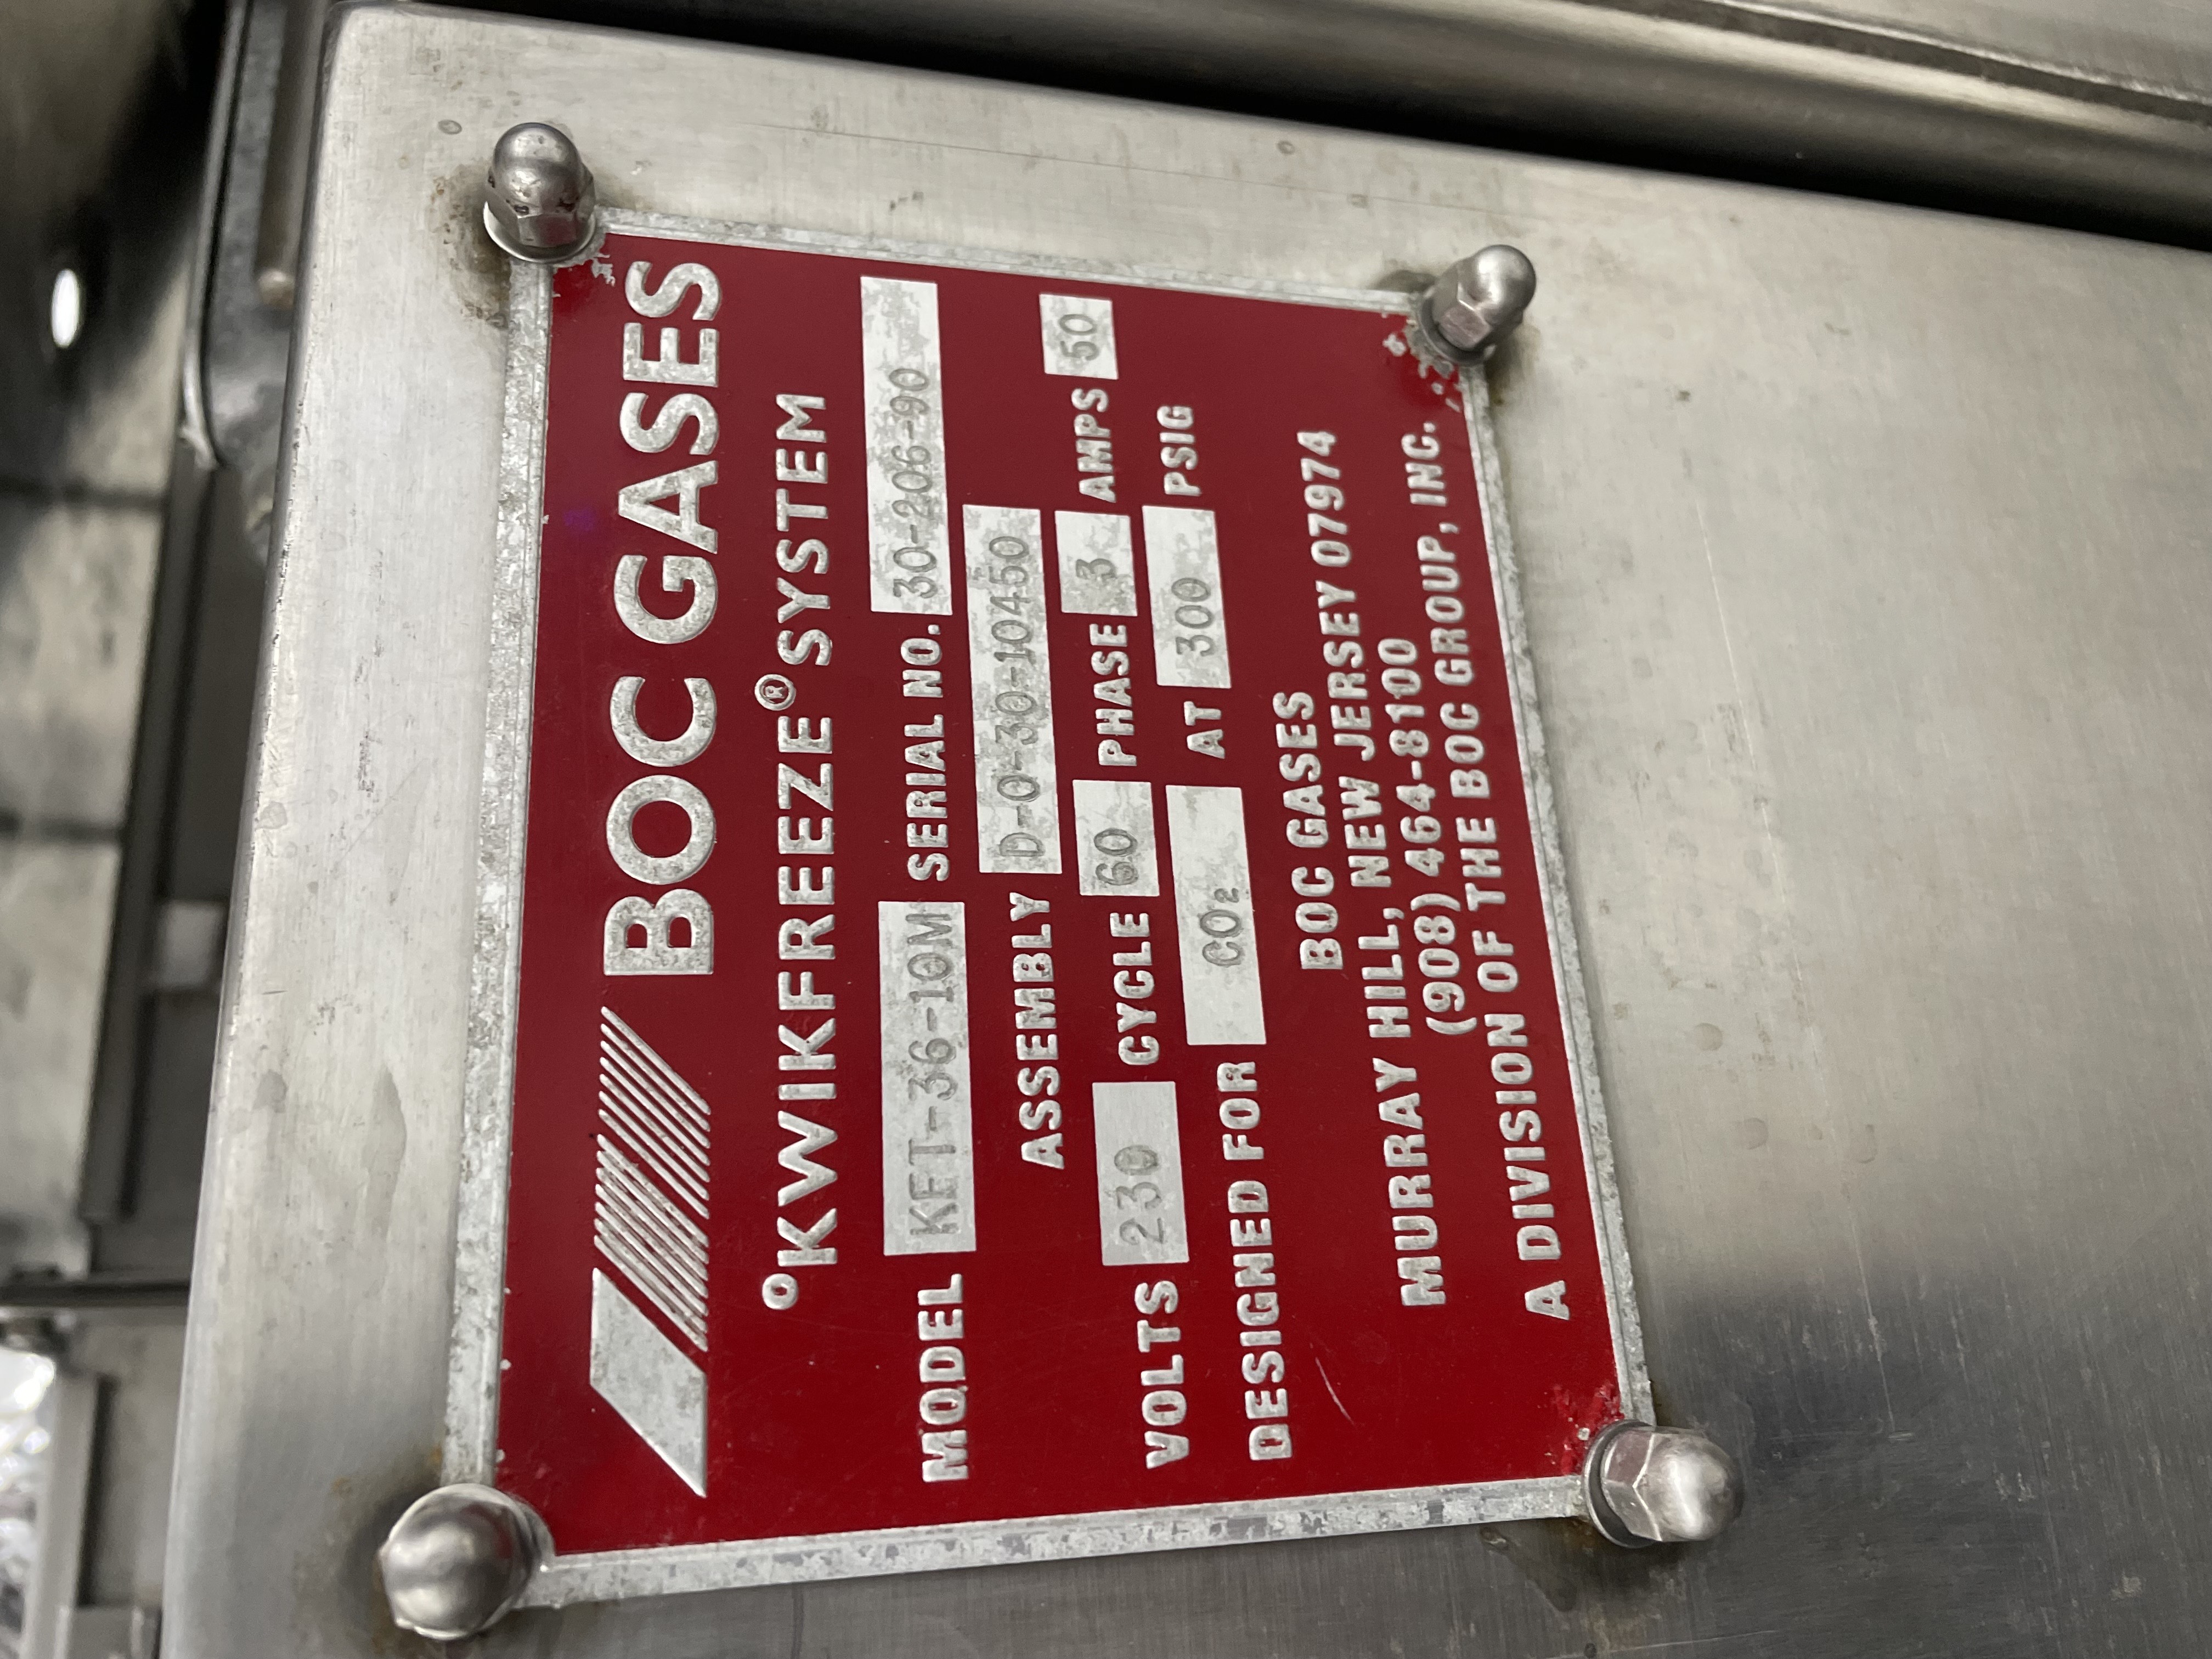 BOC GASES
°KWIKFREEZE® SYSTEM
MODEL KFT-36-10M SERIAL NO. 30-206-90
ASSEMBLY D-0-30-10450
VOLTS 230 CYCLE 60 PHASE 3 AMPS 50
DESIGNED FOR CO₂ AT 300 PSIG
BOC GASES
MURRAY HILL, NEW JERSEY 07974
(908) 464-8100
A DIVISION OF THE BOC GROUP, INC.